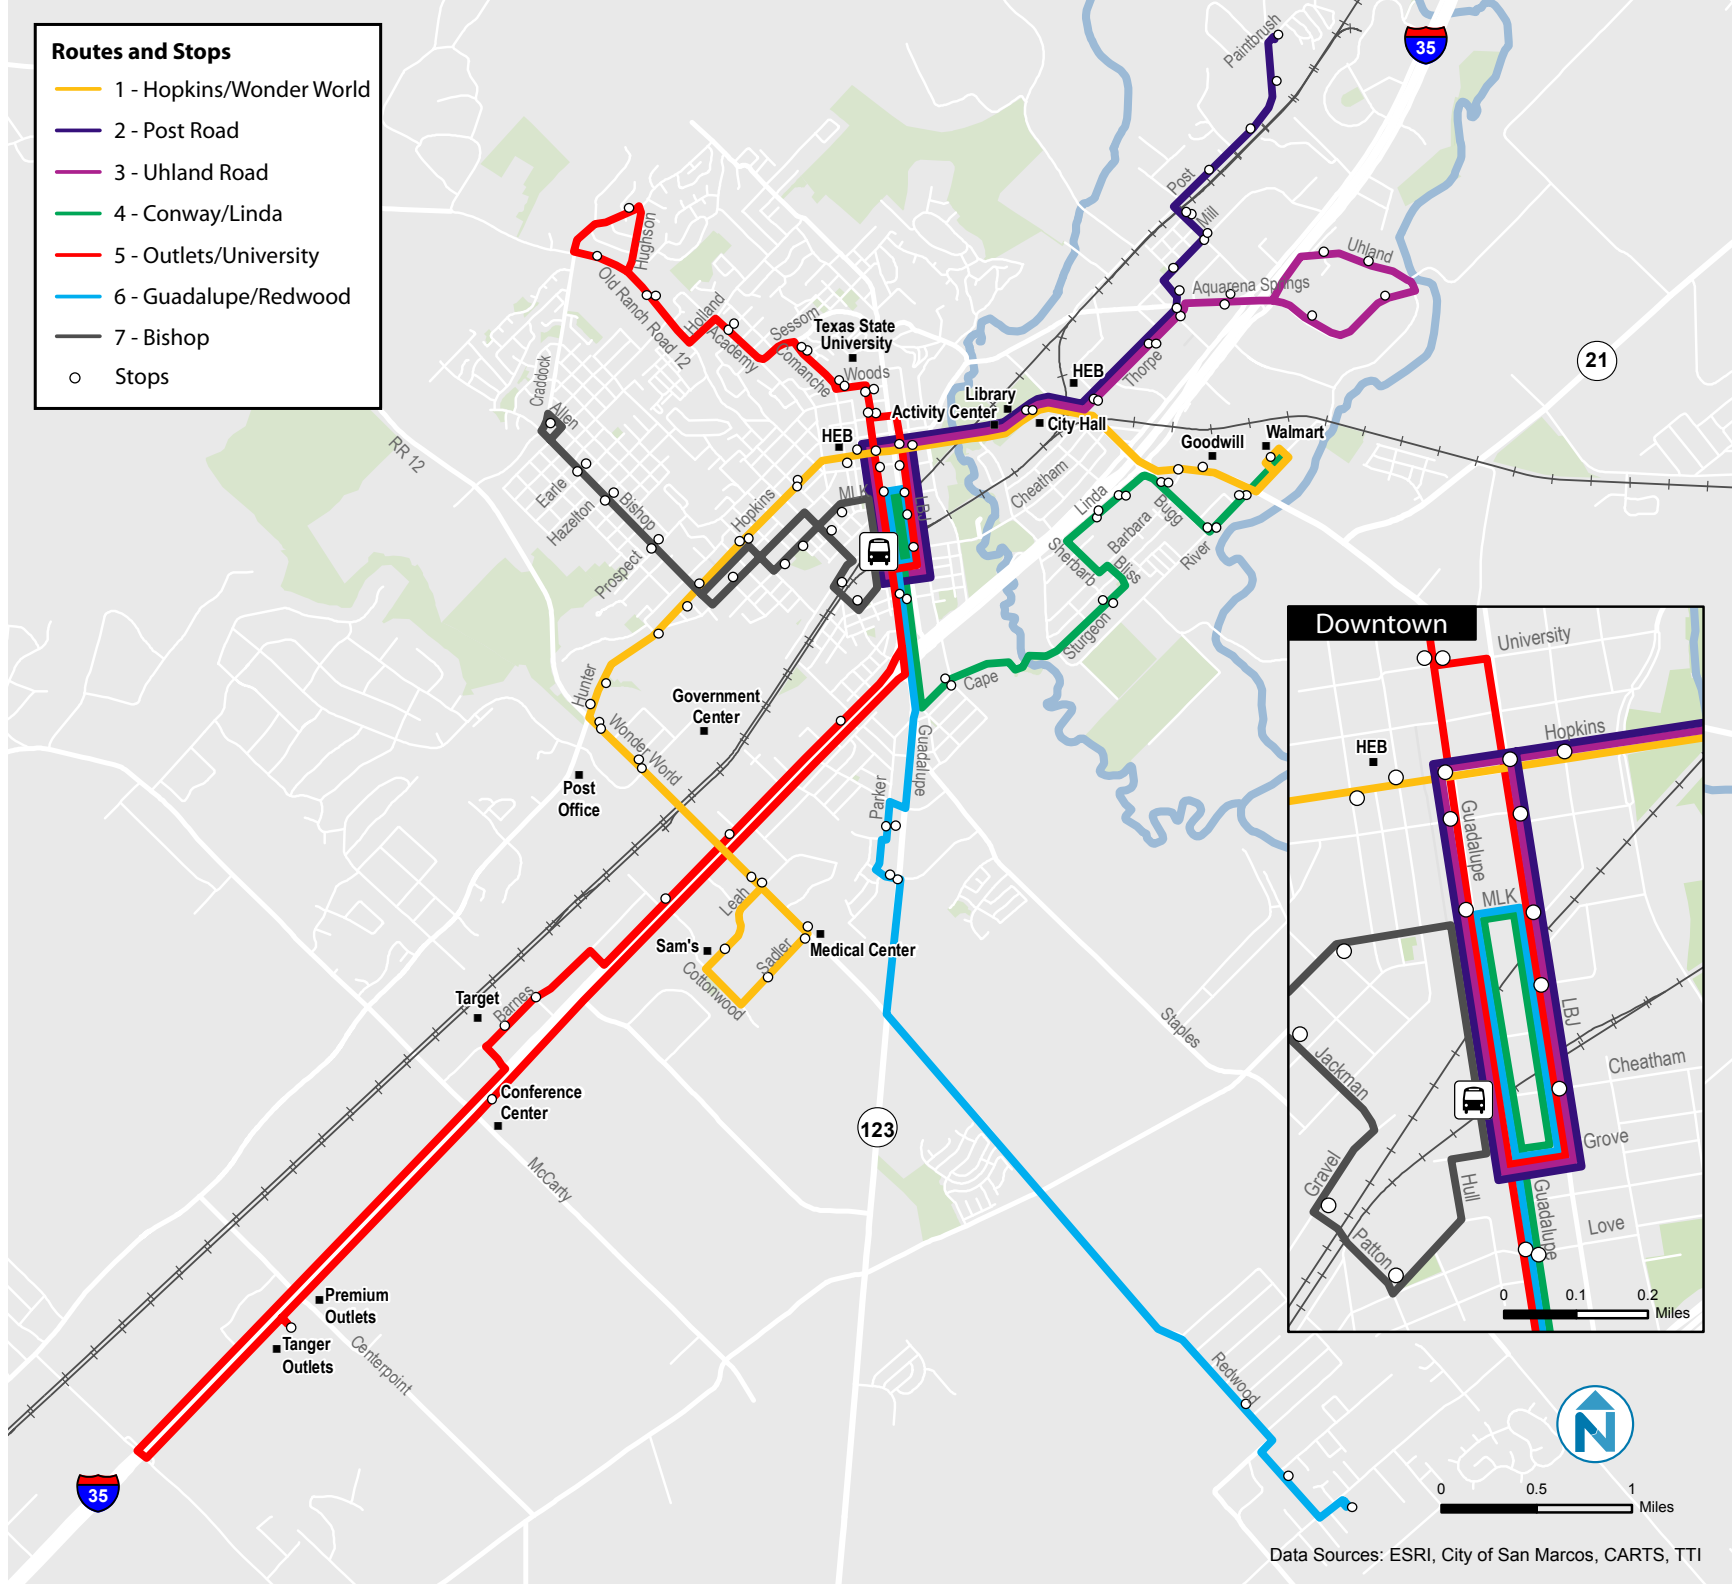 Routes and Stops
1 - Hopkins/Wonder World
2 - Post Road
3 - Uhland Road
4 - Conway/Linda
5 - Outlets/University
6 - Guadalupe/Redwood
7 - Bishop
Stops
Paintbrush
35
Post
Mill
Uhland
Aquarena Springs
Thorpe
21
Hughson
Old Ranch Road 12
Holland
Academy
Sessom
Comanche
Texas State
University
Woods
Craddock
Allen
RR 12
Earle
Hazelton
Bishop
Prospect
Hopkins
HEB
MLK
LBJ
Activity Center
Library
HEB
City Hall
Goodwill
Walmart
Cheatham
Linda
Bugg
Barbara
Sherbarb
Bliss
River
Sturgeon
Cape
Hunter
Wonder World
Government
Center
Post
Office
Guadalupe
Parker
Leah
Sam's
Cottonwood
Sadler
Medical Center
Target
Barnes
Conference
Center
McCarty
123
Staples
Premium
Outlets
Tanger
Outlets
Centerpoint
35
Redwood
Downtown
University
Hopkins
HEB
Guadalupe
MLK
LBJ
Cheatham
Jackman
Grove
Gravel
Hull
Guadalupe
Love
Patton
0 0.1 0.2
Miles
N
0 0.5 1
Miles
Data Sources: ESRI, City of San Marcos, CARTS, TTI